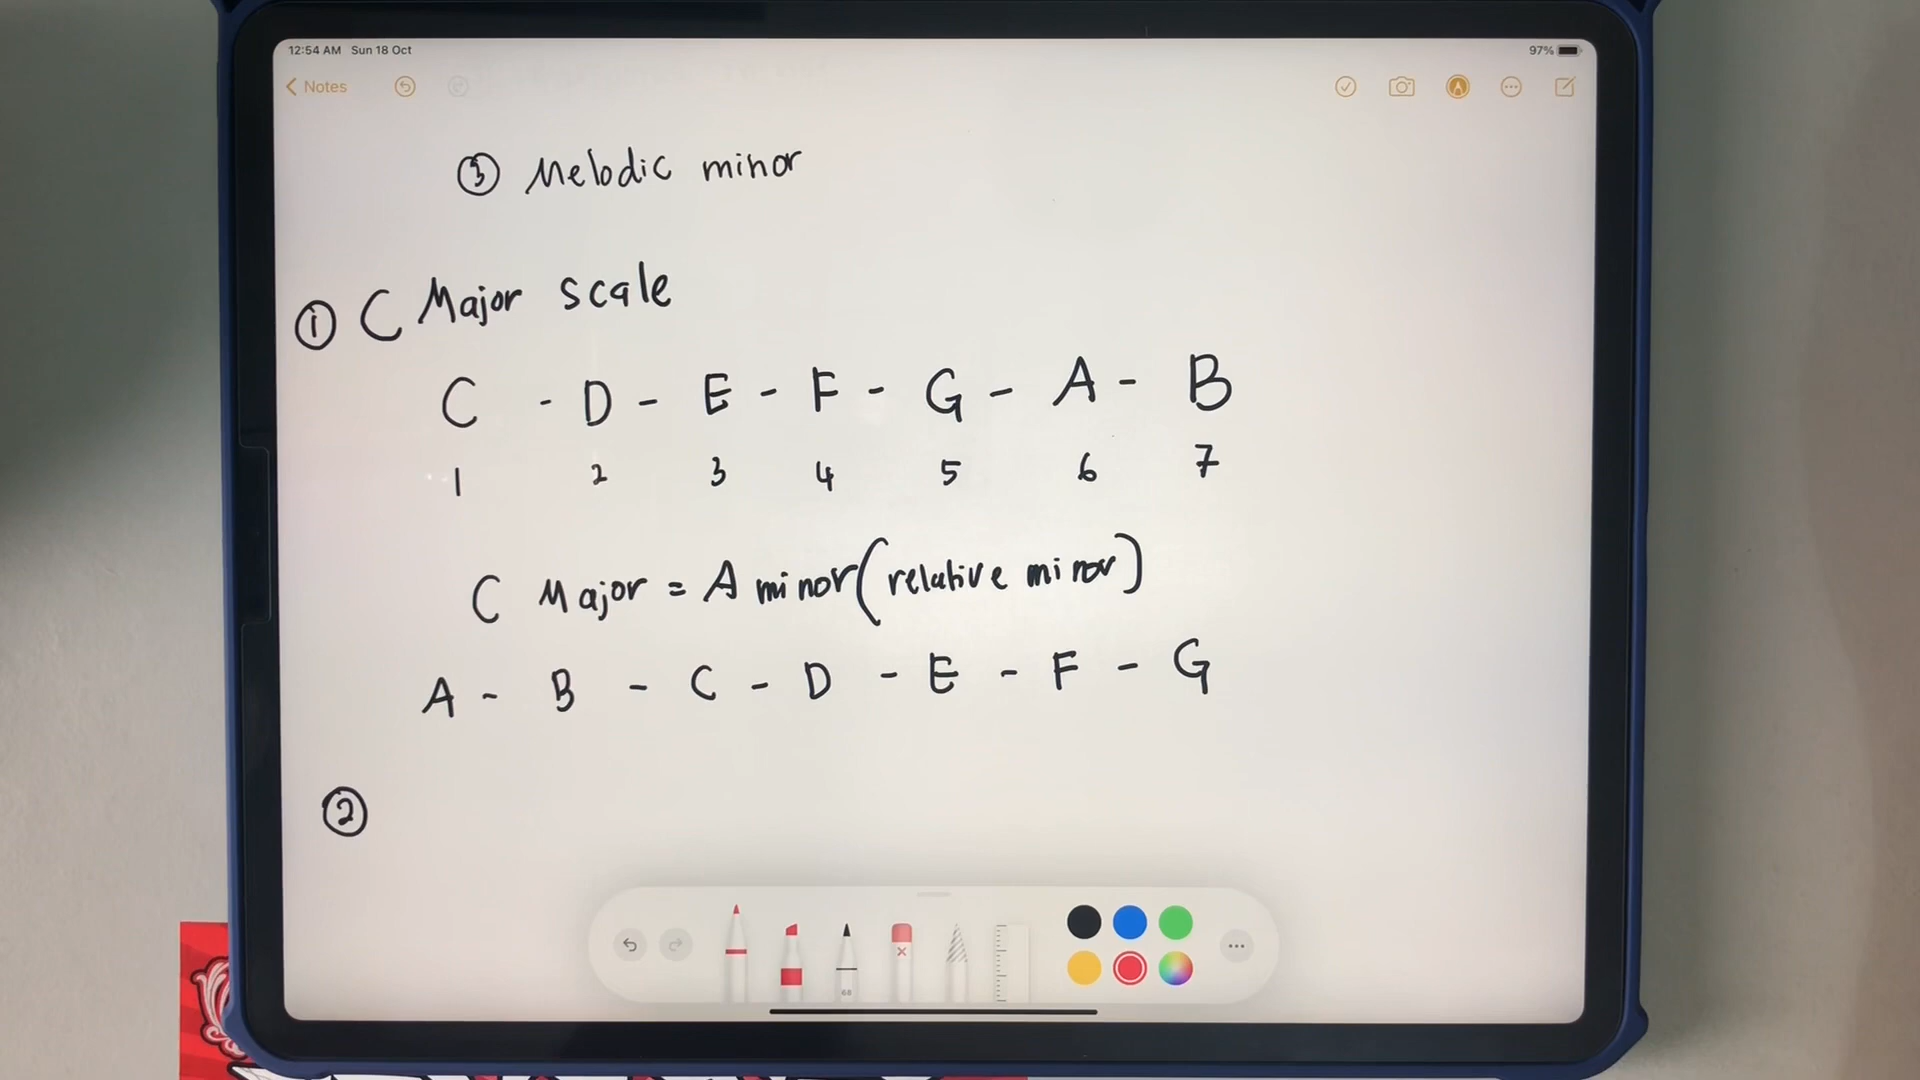 12:54 AM Sun 18 Oct 97%
Notes
③ Melodic minor
① C Major scale
C - D - E - F - G - A - B
1 2 3 4 5 6 7
C Major = A minor (relative minor)
A - B - C - D - E - F - G
②
68